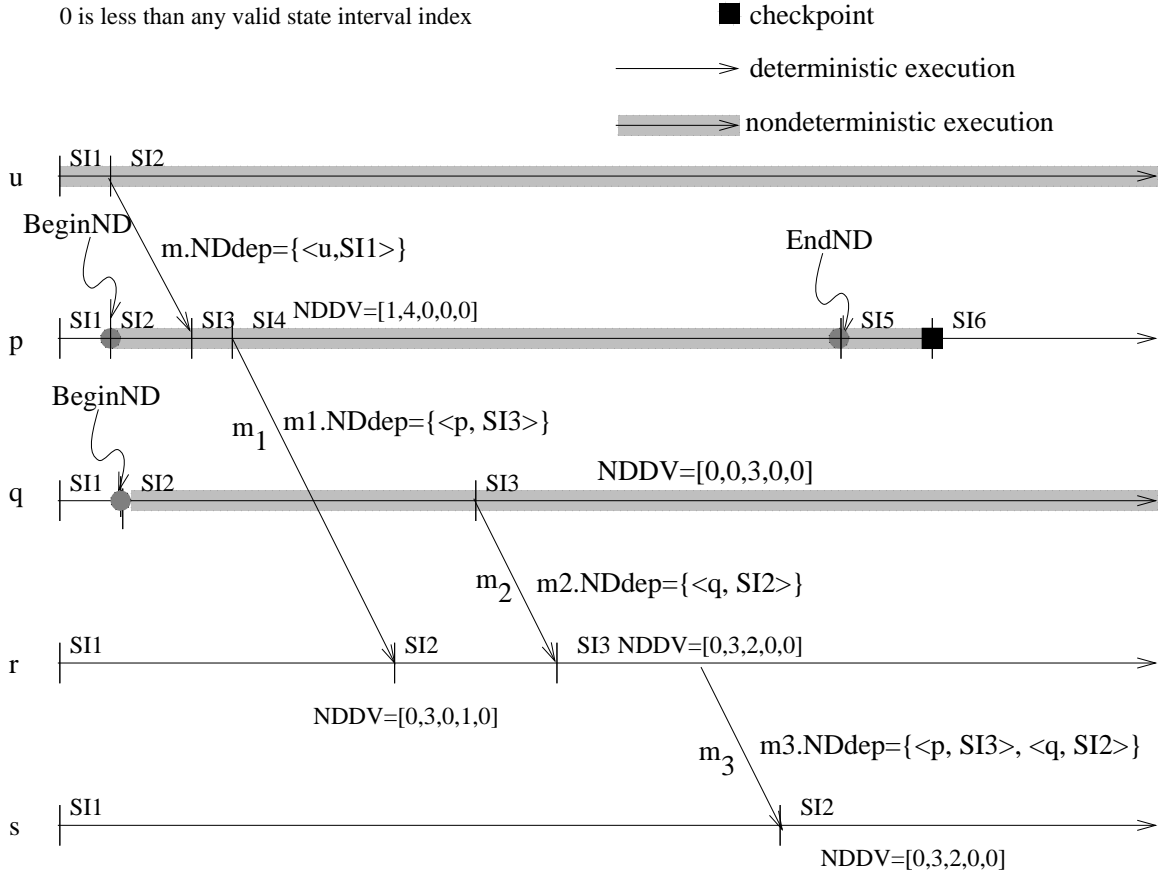 0 is less than any valid state interval index
checkpoint
deterministic execution
nondeterministic execution
SI1 SI2
u
BeginND
m.NDdep={<u,SI1>}
EndND
NDDV=[1,4,0,0,0]
SI1 SI2 SI3 SI4 SI5 SI6
p
BeginND
m1 m1.NDdep={<p, SI3>}
NDDV=[0,0,3,0,0]
SI1 SI2 SI3
q
m2 m2.NDdep={<q, SI2>}
SI1 SI2 SI3 NDDV=[0,3,2,0,0]
r
NDDV=[0,3,0,1,0]
m3 m3.NDdep={<p, SI3>, <q, SI2>}
SI1 SI2
s
NDDV=[0,3,2,0,0]